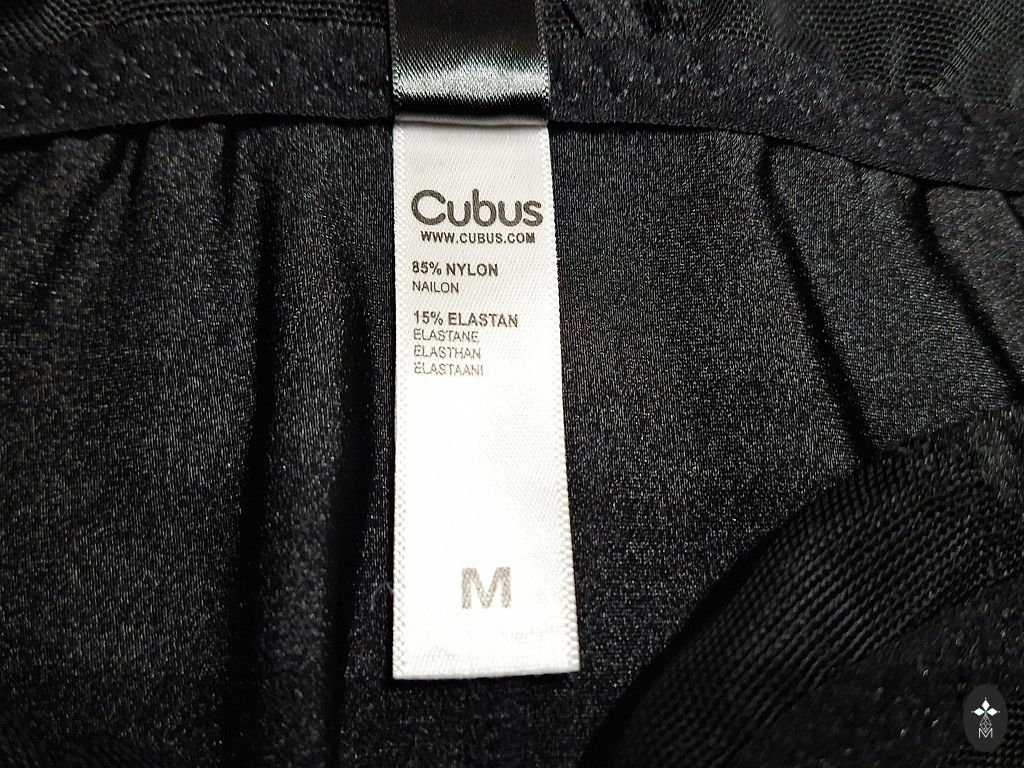 Cubus
WWW.CUBUS.COM
85% NYLON
NAILON
15% ELASTAN
ELASTANE
ELASTHAN
ELASTAANI
M
M